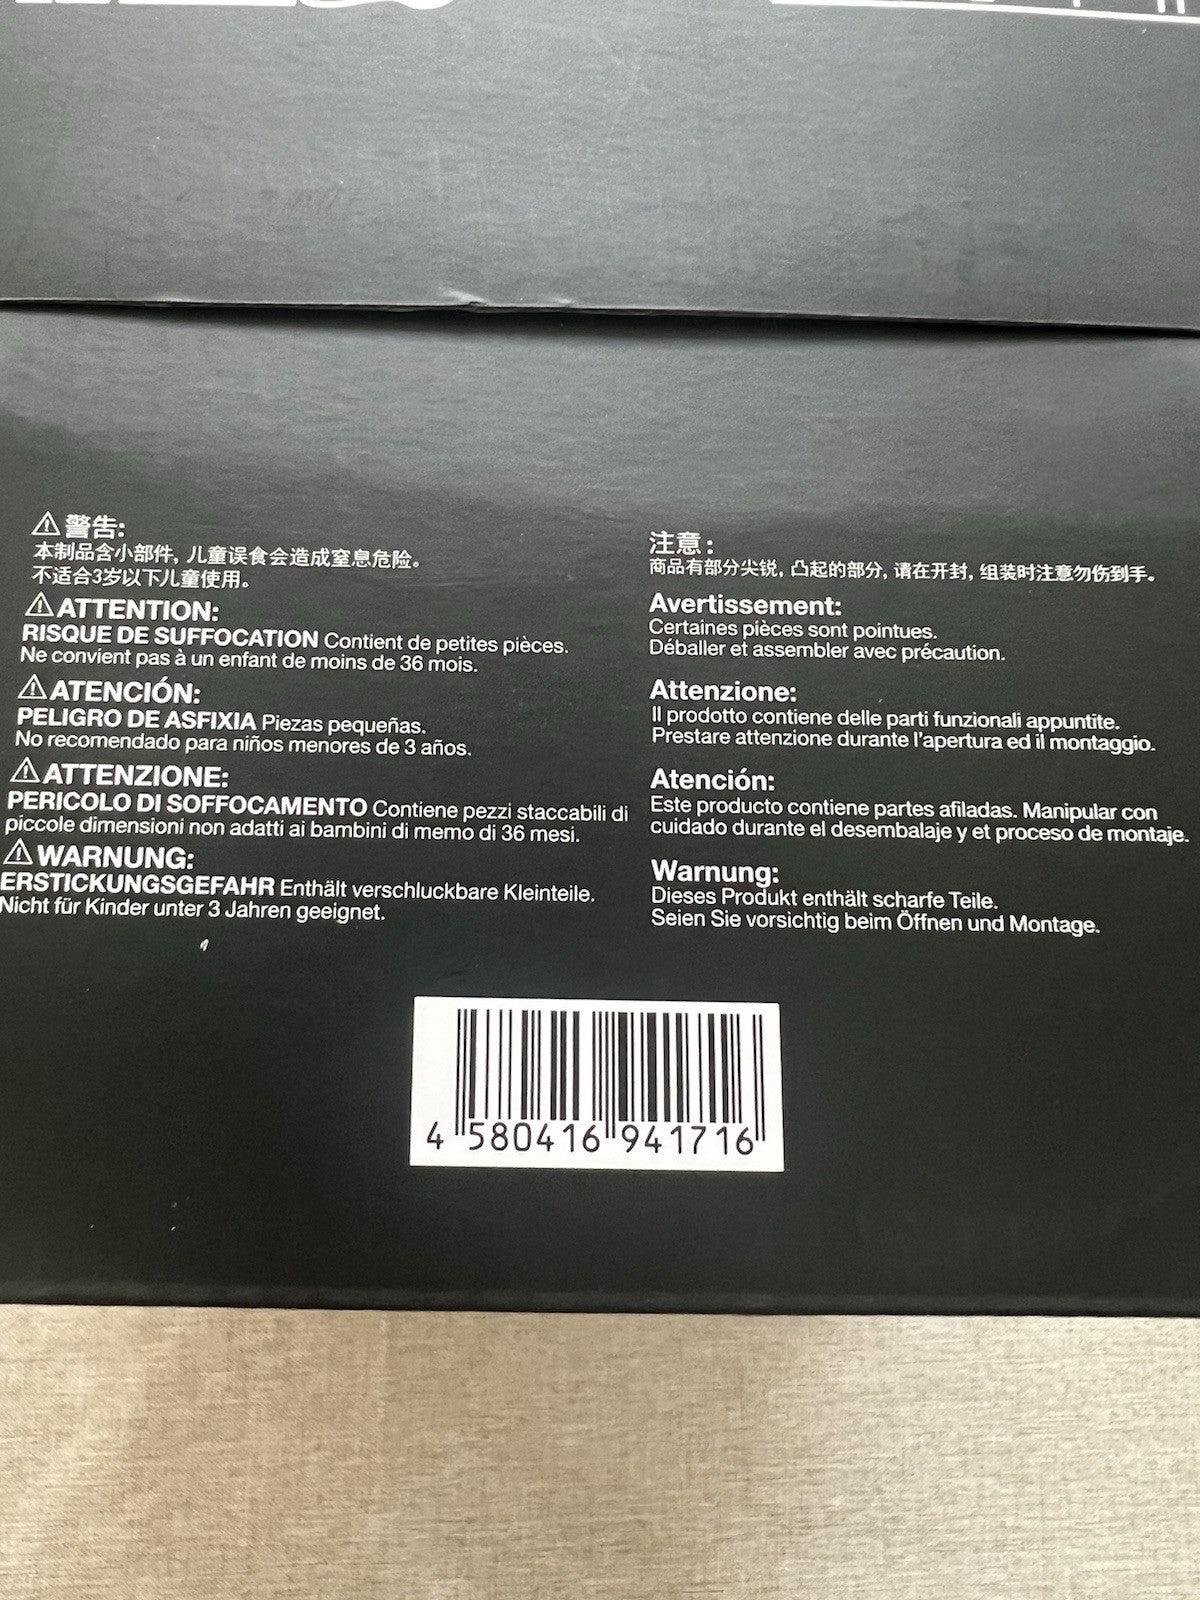 ⚠警告:
本制品含小部件, 儿童误食会造成窒息危险。
不适合3岁以下儿童使用。
⚠ATTENTION:
RISQUE DE SUFFOCATION Contient de petites pièces.
Ne convient pas à un enfant de moins de 36 mois.
⚠ATENCIÓN:
PELIGRO DE ASFIXIA Piezas pequeñas.
No recomendado para niños menores de 3 años.
⚠ATTENZIONE:
PERICOLO DI SOFFOCAMENTO Contiene pezzi staccabili di
piccole dimensioni non adatti ai bambini di memo di 36 mesi.
⚠WARNUNG:
ERSTICKUNGSGEFAHR Enthält verschluckbare Kleinteile.
Nicht für Kinder unter 3 Jahren geeignet.
注意:
商品有部分尖锐, 凸起的部分, 请在开封, 组装时注意勿伤到手。
Avertissement:
Certaines pièces sont pointues.
Déballer et assembler avec précaution.
Attenzione:
Il prodotto contiene delle parti funzionali appuntite.
Prestare attenzione durante l'apertura ed il montaggio.
Atención:
Este producto contiene partes afiladas. Manipular con
cuidado durante el desembalaje y et proceso de montaje.
Warnung:
Dieses Produkt enthält scharfe Teile.
Seien Sie vorsichtig beim Öffnen und Montage.
4 580416 941716